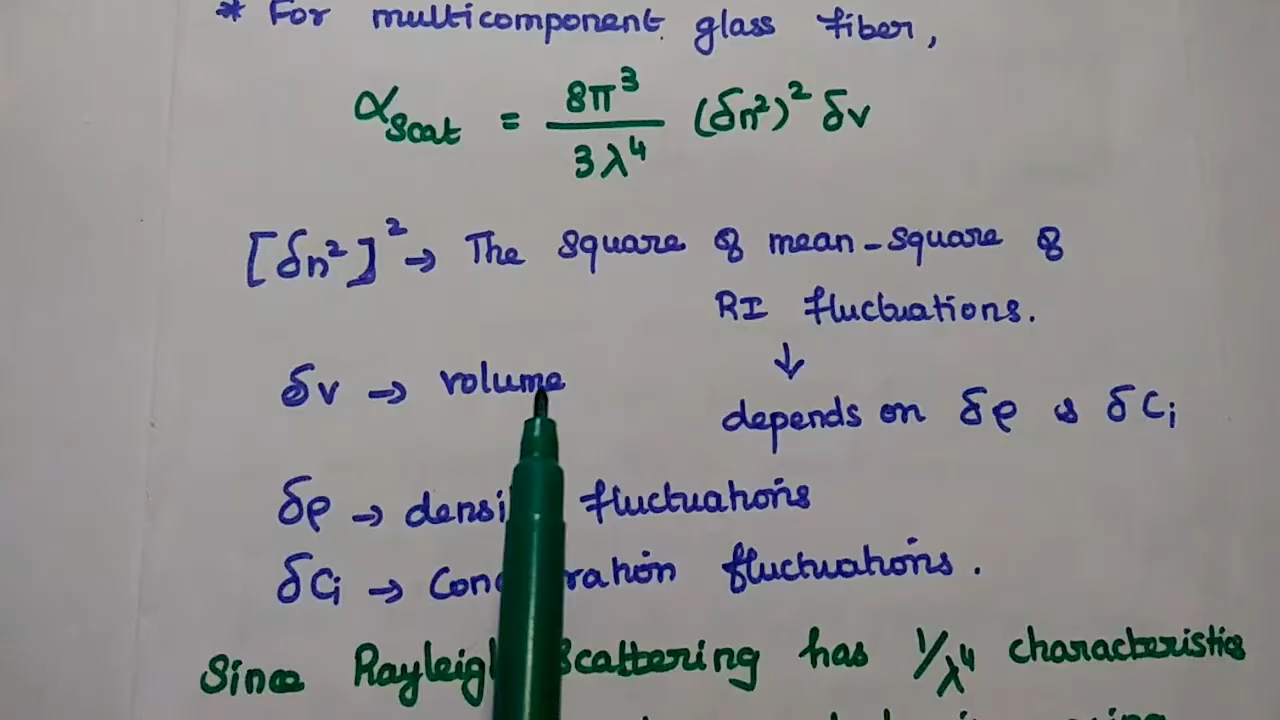 * For multicomponent glass fiber,
αscat = 8π³/3λ⁴ (δn²)² δv
[δn²]² → The square of mean-square of
RI fluctuations.
↓
δv → volume
depends on δρ & δCi
δρ → densi fluctuations
δCi → Con ration fluctuations.
Since Rayleigh Scattering has 1/λ⁴ characteristics